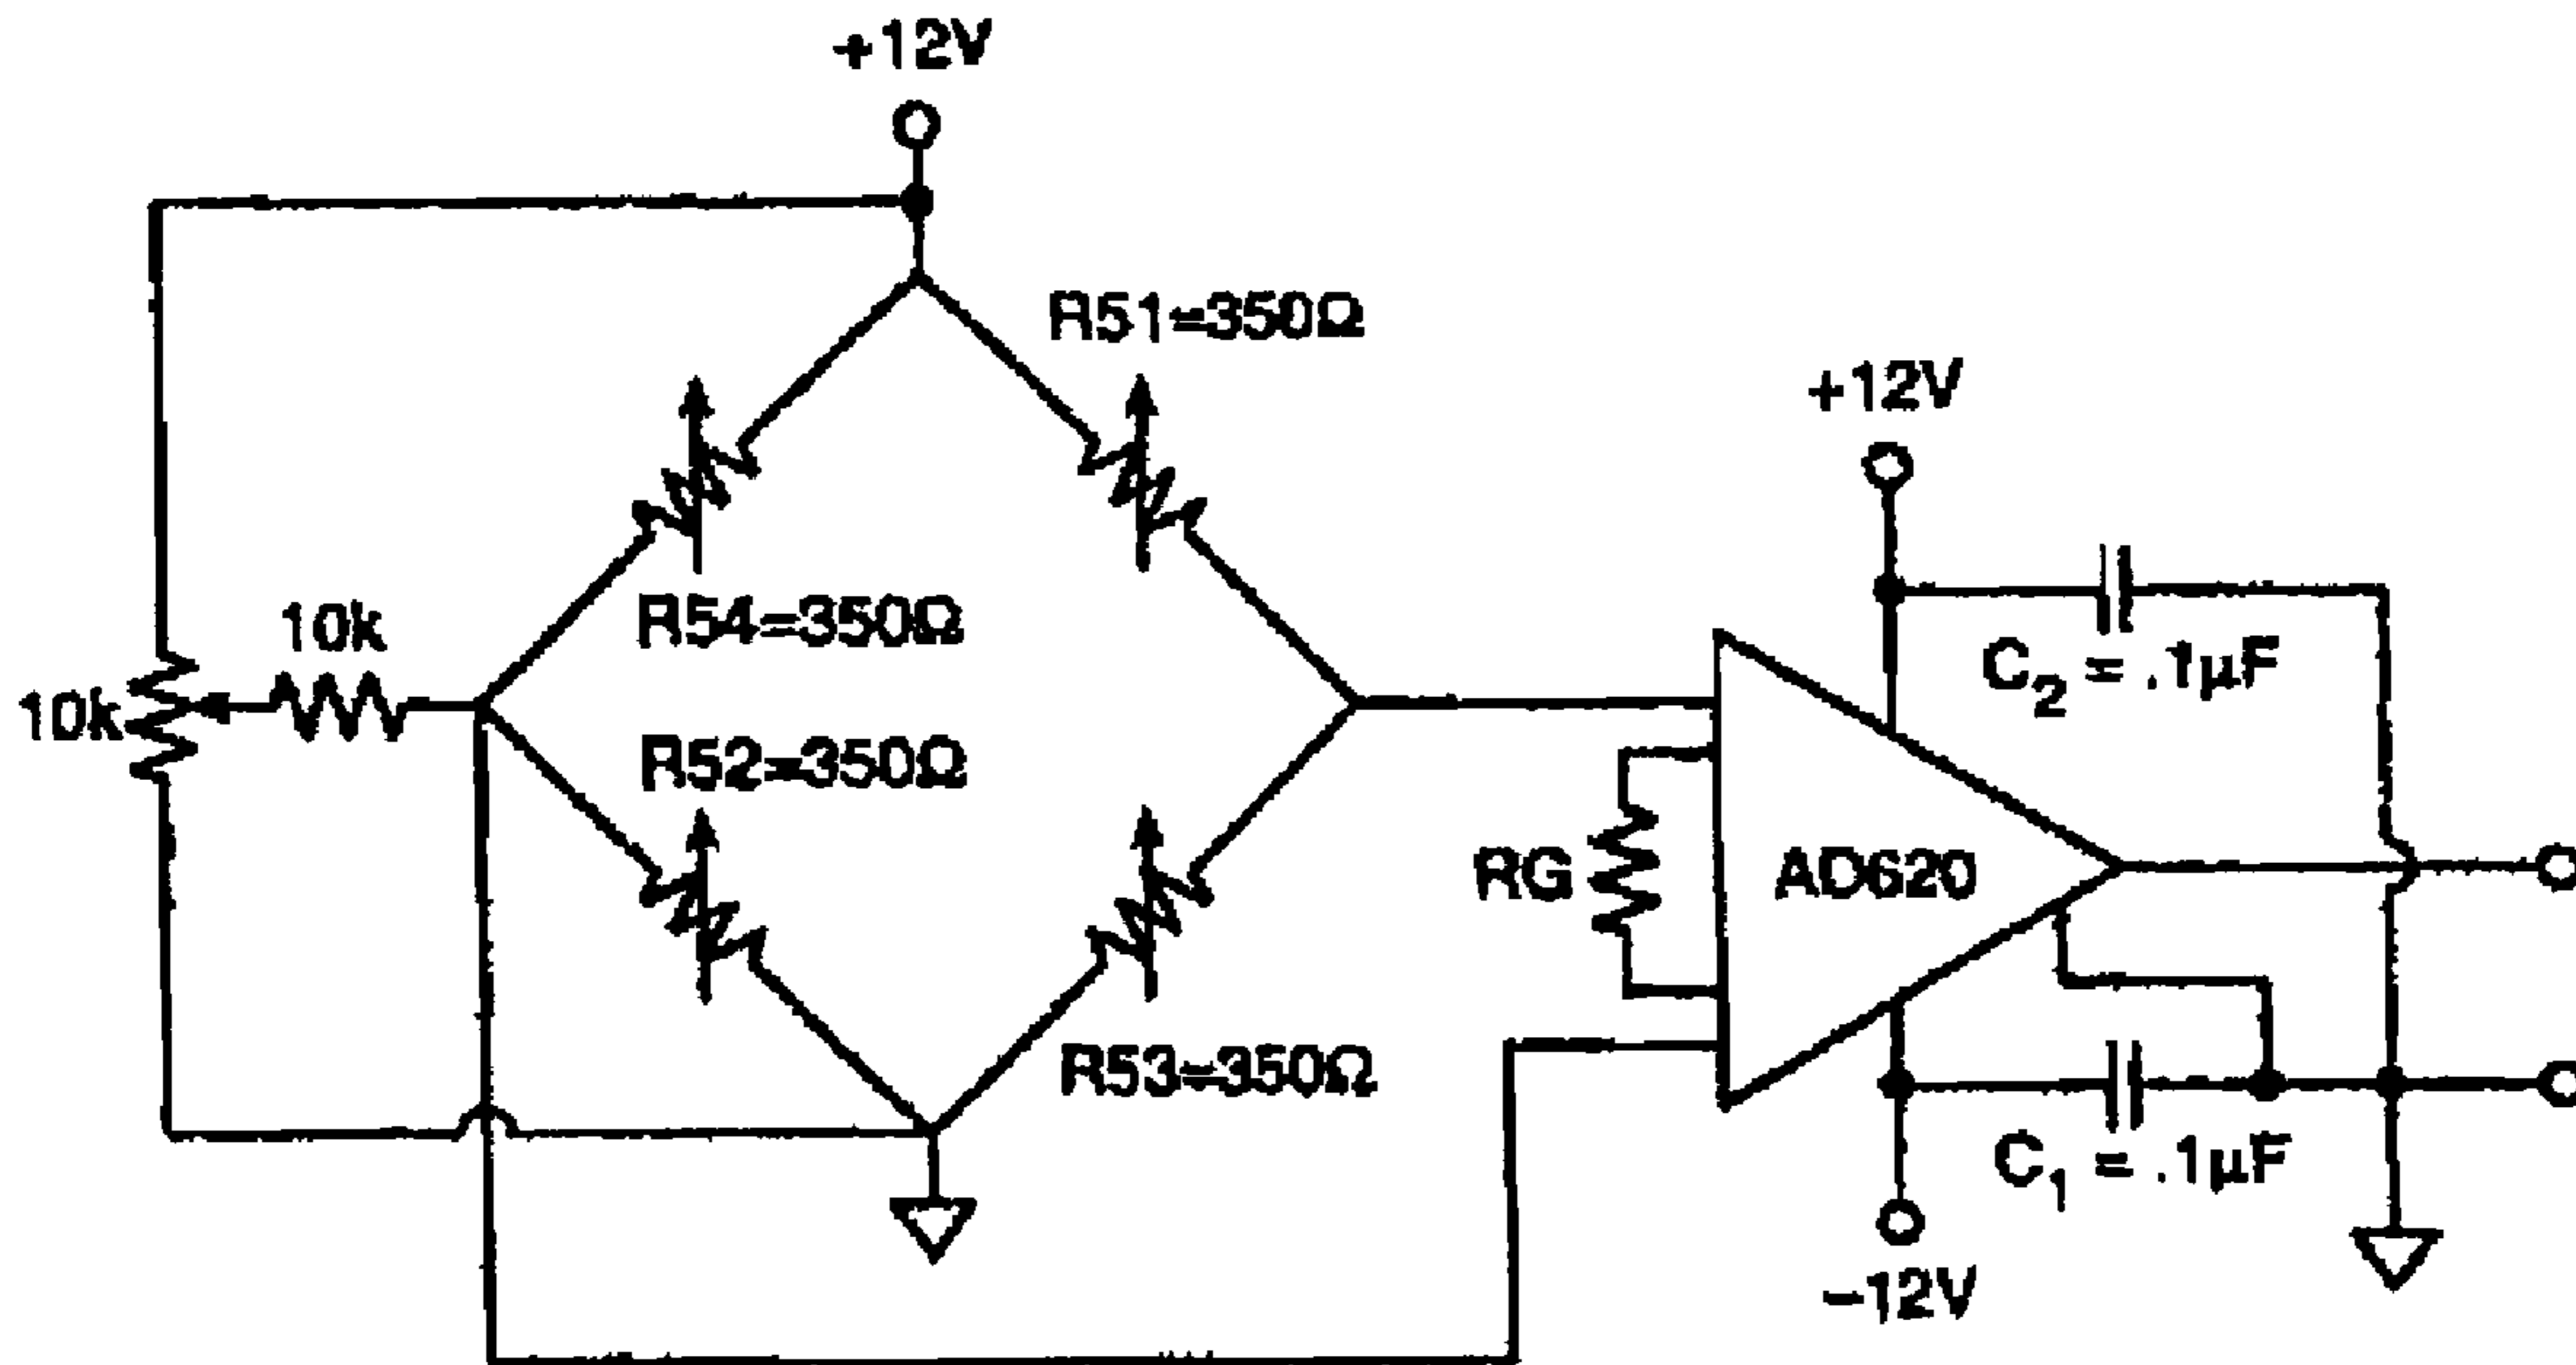 +12V
R51=350Ω
+12V
R54=350Ω
10k
C2 = .1µF
10k
R52=350Ω
RG
AD620
R53=350Ω
C1 = .1µF
-12V